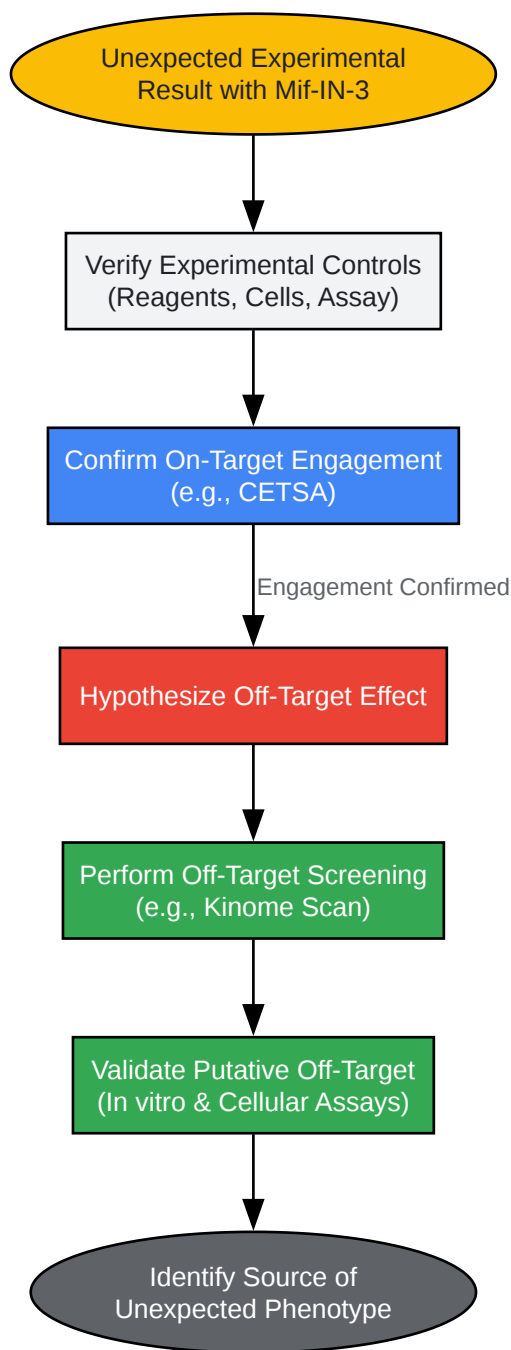 Unexpected Experimental
Result with Mif-IN-3
Verify Experimental Controls
(Reagents, Cells, Assay)
Confirm On-Target Engagement
(e.g., CETSA)
Engagement Confirmed
Hypothesize Off-Target Effect
Perform Off-Target Screening
(e.g., Kinome Scan)
Validate Putative Off-Target
(In vitro & Cellular Assays)
Identify Source of
Unexpected Phenotype